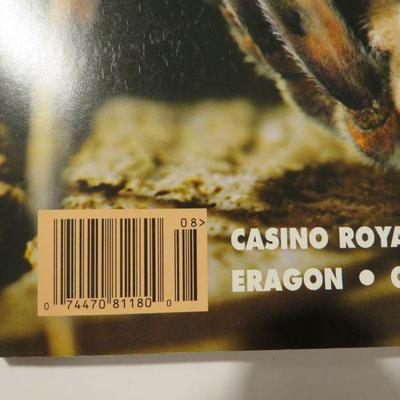 08>
CASINO ROYA
ERAGON •
0 74470 81180 0